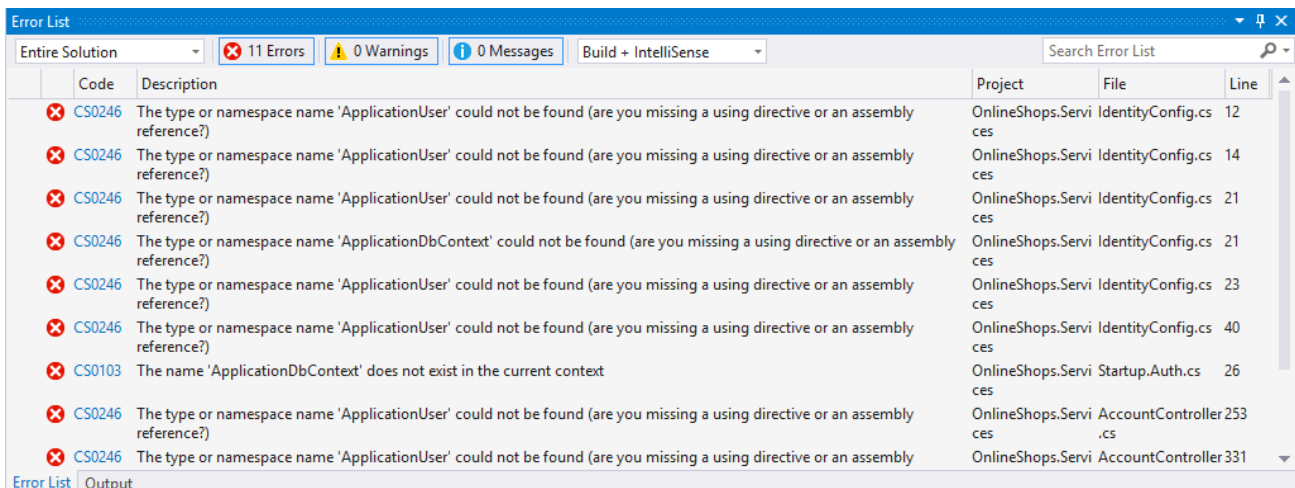 Error List
Entire Solution 11 Errors 0 Warnings 0 Messages Build + IntelliSense Search Error List
Code Description Project File Line
CS0246 The type or namespace name 'ApplicationUser' could not be found (are you missing a using directive or an assembly OnlineShops.Servi IdentityConfig.cs 12
reference?) ces
CS0246 The type or namespace name 'ApplicationUser' could not be found (are you missing a using directive or an assembly OnlineShops.Servi IdentityConfig.cs 14
reference?) ces
CS0246 The type or namespace name 'ApplicationUser' could not be found (are you missing a using directive or an assembly OnlineShops.Servi IdentityConfig.cs 21
reference?) ces
CS0246 The type or namespace name 'ApplicationDbContext' could not be found (are you missing a using directive or an assembly OnlineShops.Servi IdentityConfig.cs 21
reference?) ces
CS0246 The type or namespace name 'ApplicationUser' could not be found (are you missing a using directive or an assembly OnlineShops.Servi IdentityConfig.cs 23
reference?) ces
CS0246 The type or namespace name 'ApplicationUser' could not be found (are you missing a using directive or an assembly OnlineShops.Servi IdentityConfig.cs 40
reference?) ces
CS0103 The name 'ApplicationDbContext' does not exist in the current context OnlineShops.Servi Startup.Auth.cs 26
ces
CS0246 The type or namespace name 'ApplicationUser' could not be found (are you missing a using directive or an assembly OnlineShops.Servi AccountController 253
reference?) ces .cs
CS0246 The type or namespace name 'ApplicationUser' could not be found (are you missing a using directive or an assembly OnlineShops.Servi AccountController 331
Error List Output